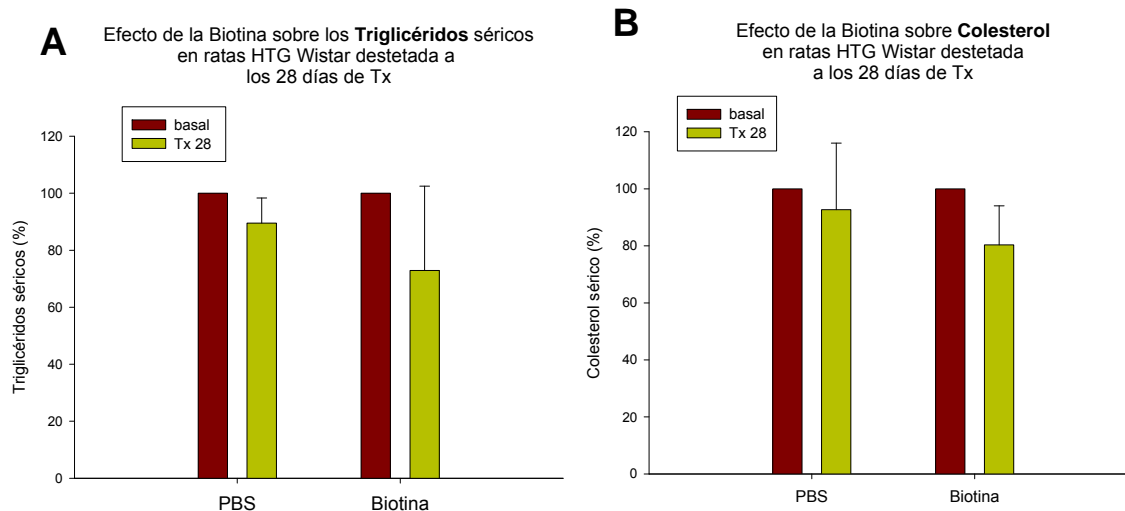 A
Efecto de la Biotina sobre los Triglicéridos séricos
en ratas HTG Wistar destetada a
los 28 días de Tx
basal
Tx 28
Triglicéridos séricos (%)
120
100
80
60
40
20
0
PBS
Biotina
B
Efecto de la Biotina sobre Colesterol
en ratas HTG Wistar destetada
a los 28 días de Tx
basal
Tx 28
Colesterol sérico (%)
120
100
80
60
40
20
0
PBS
Biotina